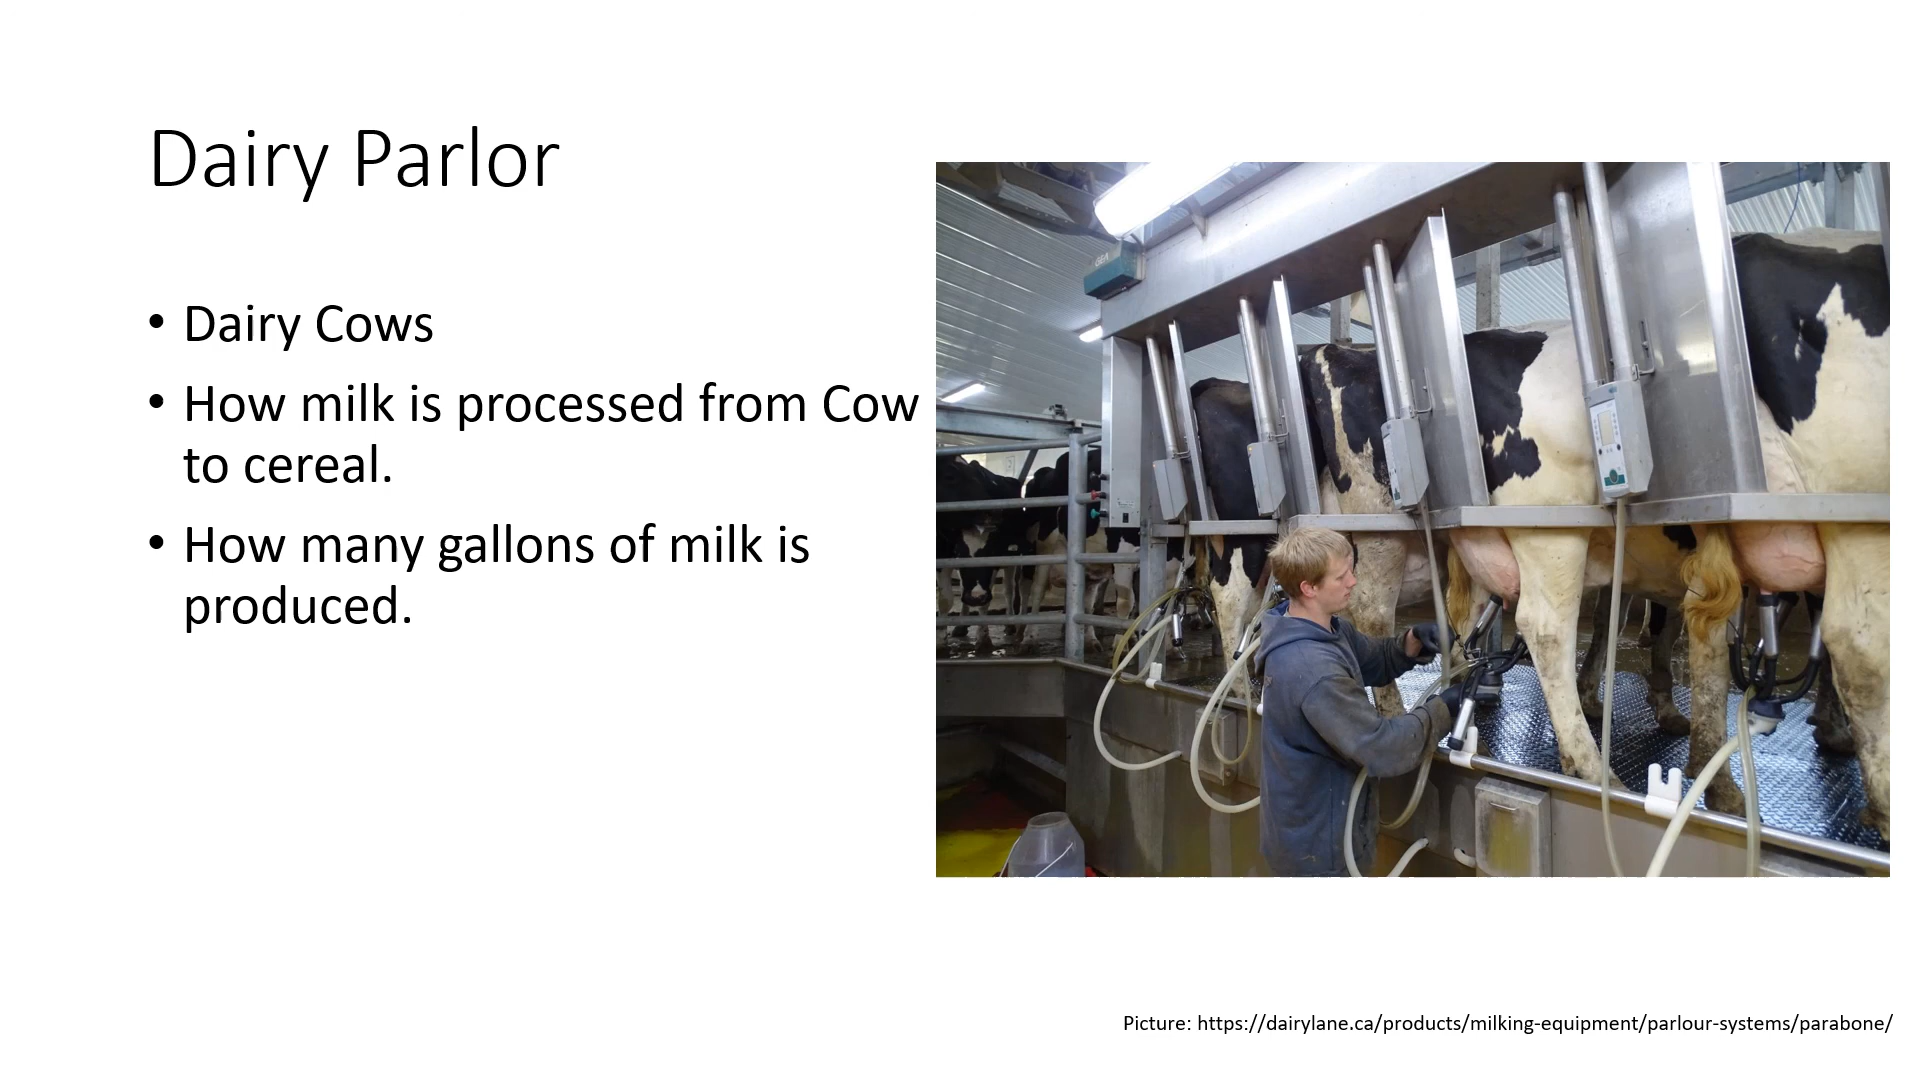 Dairy Parlor
• Dairy Cows
• How milk is processed from Cow
to cereal.
• How many gallons of milk is
produced.
GEA
Picture: https://dairylane.ca/products/milking-equipment/parlour-systems/parabone/